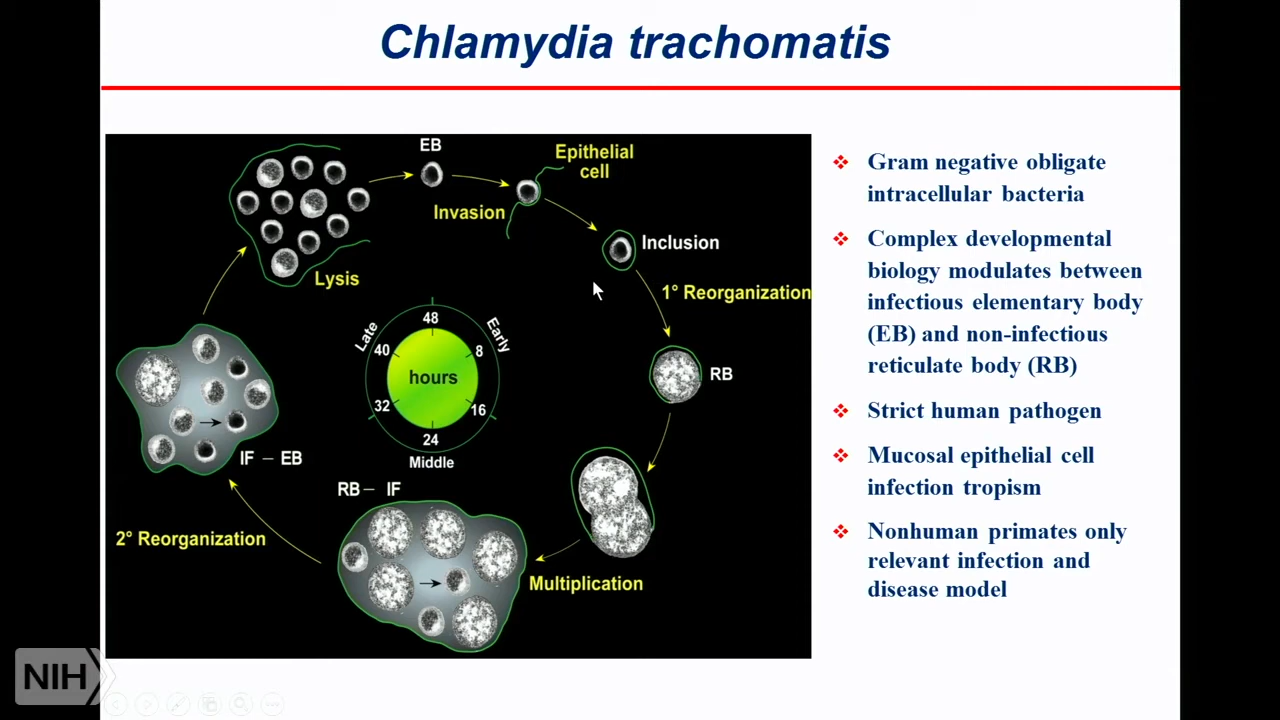 Chlamydia trachomatis
EB
Epithelial
cell
Invasion
Inclusion
Lysis
1° Reorganization
RB
48
8
16
24
32
40
hours
Early
Middle
Late
IF – EB
RB – IF
2° Reorganization
Multiplication
❖ Gram negative obligate
intracellular bacteria
❖ Complex developmental
biology modulates between
infectious elementary body
(EB) and non-infectious
reticulate body (RB)
❖ Strict human pathogen
❖ Mucosal epithelial cell
infection tropism
❖ Nonhuman primates only
relevant infection and
disease model
NIH